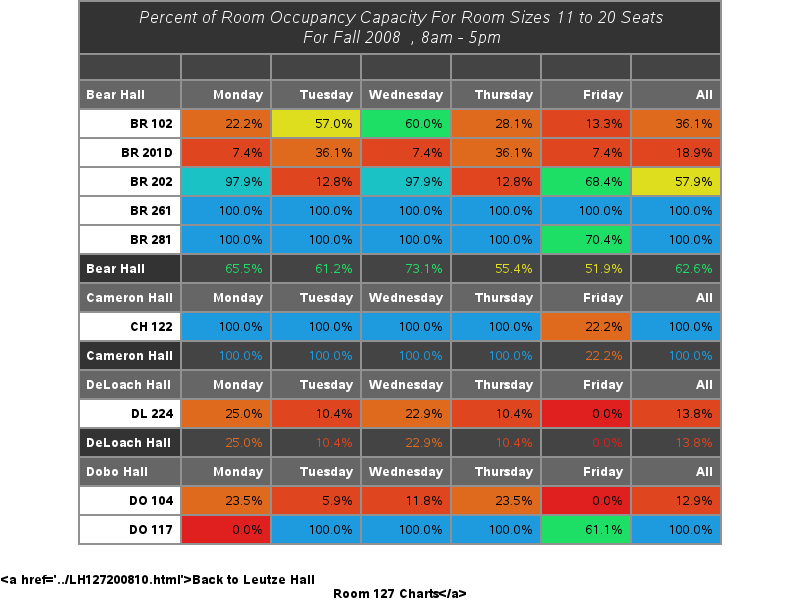 Percent of Room Occupancy Capacity For Room Sizes 11 to 20 Seats
For Fall 2008 , 8am - 5pm
Bear Hall Monday Tuesday Wednesday Thursday Friday All
BR 102 22.2% 57.0% 60.0% 28.1% 13.3% 36.1%
BR 201D 7.4% 36.1% 7.4% 36.1% 7.4% 18.9%
BR 202 97.9% 12.8% 97.9% 12.8% 68.4% 57.9%
BR 261 100.0% 100.0% 100.0% 100.0% 100.0% 100.0%
BR 281 100.0% 100.0% 100.0% 100.0% 70.4% 100.0%
Bear Hall 65.5% 61.2% 73.1% 55.4% 51.9% 62.6%
Cameron Hall Monday Tuesday Wednesday Thursday Friday All
CH 122 100.0% 100.0% 100.0% 100.0% 22.2% 100.0%
Cameron Hall 100.0% 100.0% 100.0% 100.0% 22.2% 100.0%
DeLoach Hall Monday Tuesday Wednesday Thursday Friday All
DL 224 25.0% 10.4% 22.9% 10.4% 0.0% 13.8%
DeLoach Hall 25.0% 10.4% 22.9% 10.4% 0.0% 13.8%
Dobo Hall Monday Tuesday Wednesday Thursday Friday All
DO 104 23.5% 5.9% 11.8% 23.5% 0.0% 12.9%
DO 117 0.0% 100.0% 100.0% 100.0% 61.1% 100.0%
<a href='../LH127200810.html'>Back to Leutze Hall
Room 127 Charts</a>